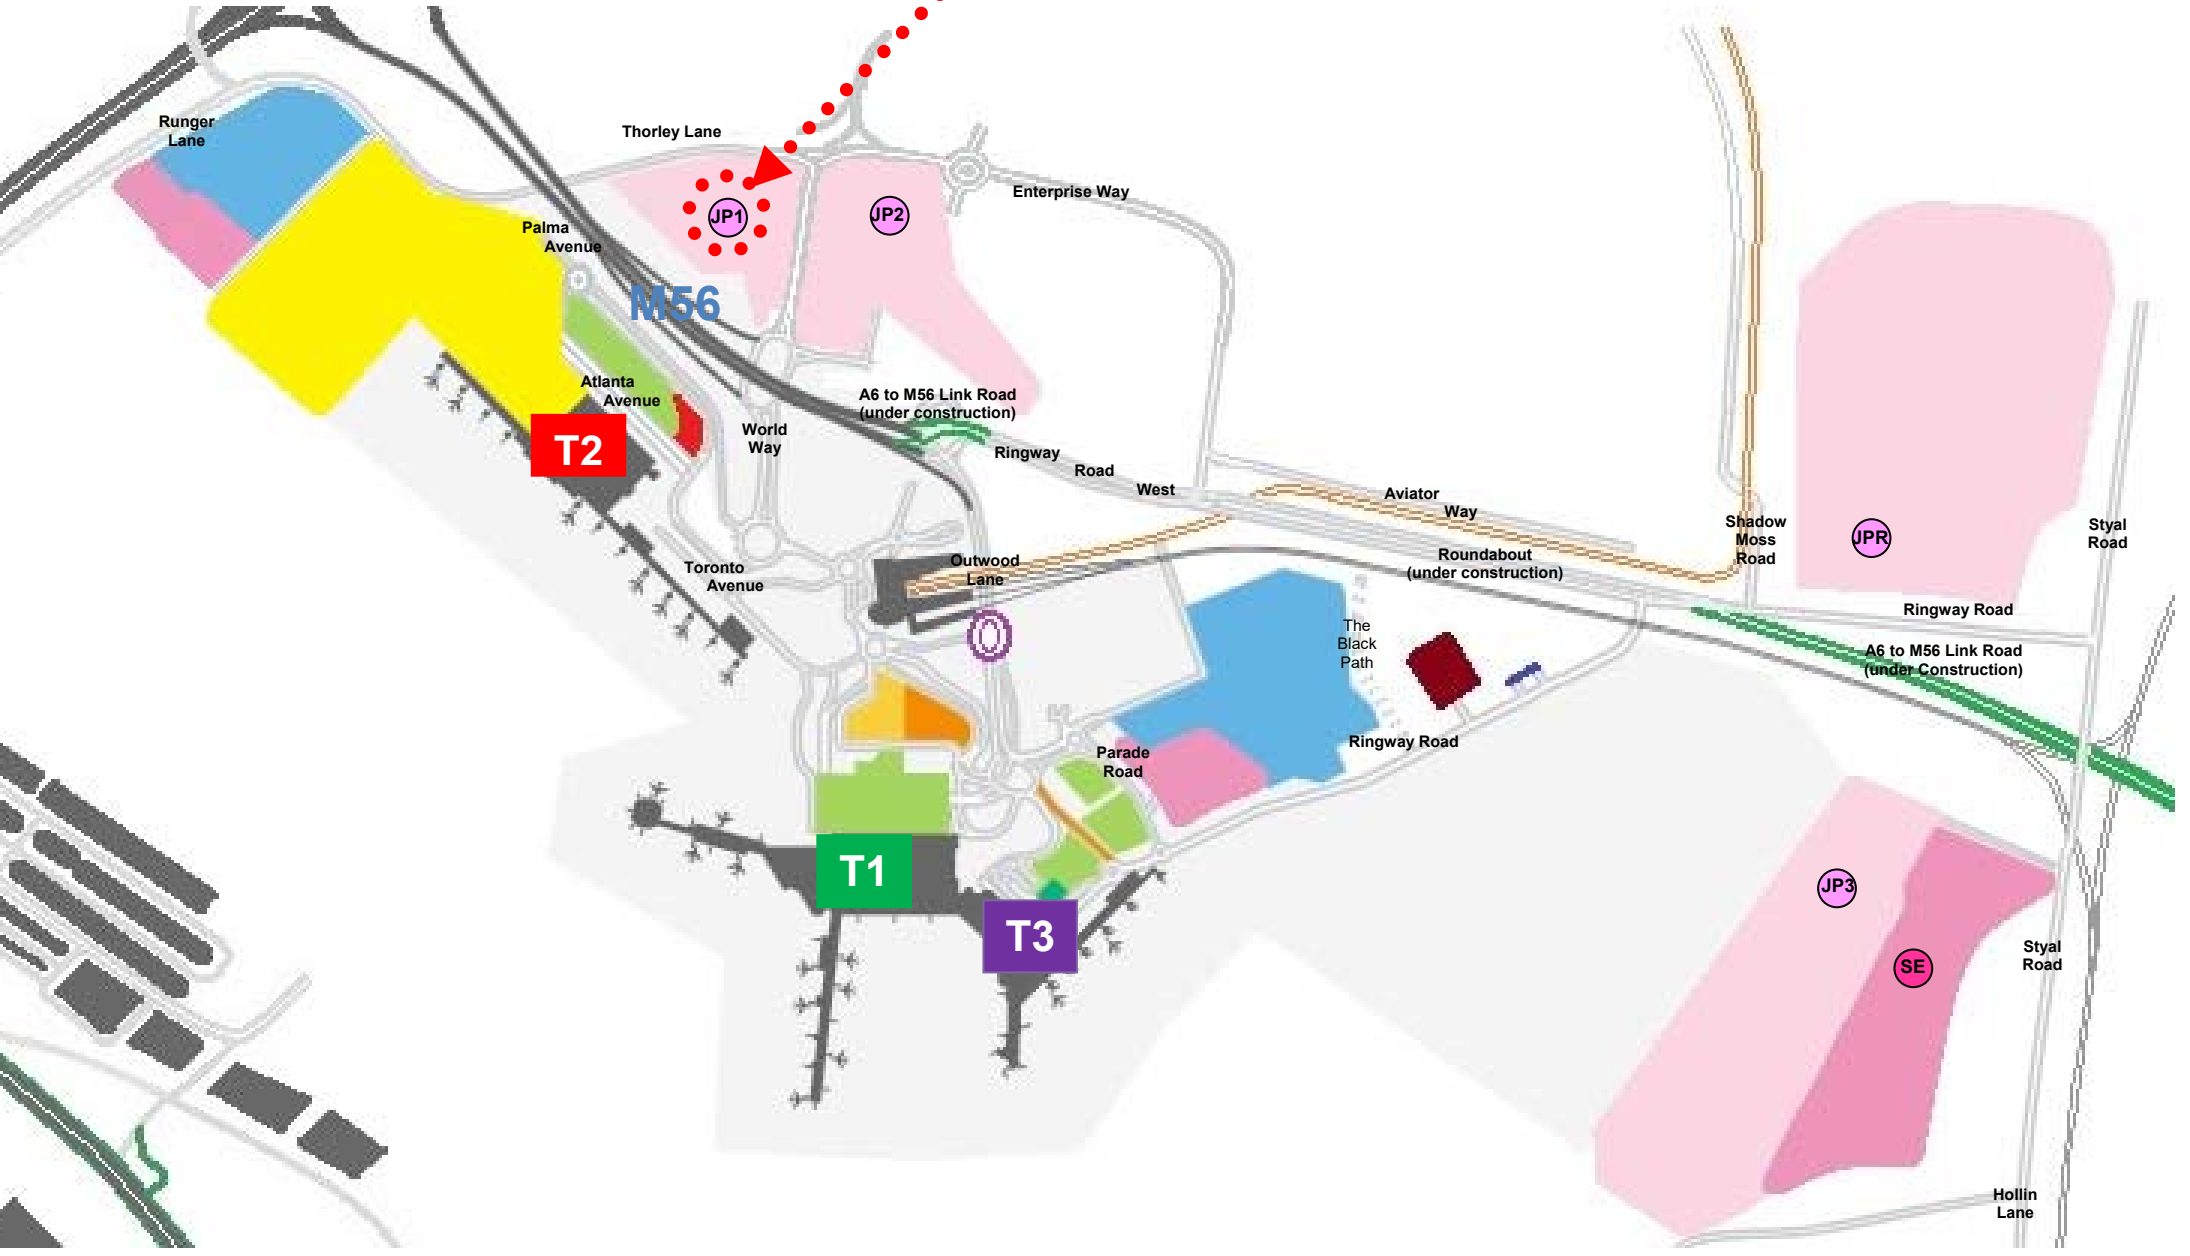 Runger
Lane
Thorley Lane
JP1
JP2
Enterprise Way
Palma
Avenue
M56
Atlanta
Avenue
A6 to M56 Link Road
(under construction)
World
Way
T2
Ringway
Road
West
Aviator
Way
Shadow
Moss
Road
JPR
Styal
Road
Outwood
Lane
Toronto
Avenue
Roundabout
(under construction)
Ringway Road
The
Black
Path
A6 to M56 Link Road
(under Construction)
Ringway Road
Parade
Road
T1
T3
JP3
SE
Styal
Road
Hollin
Lane